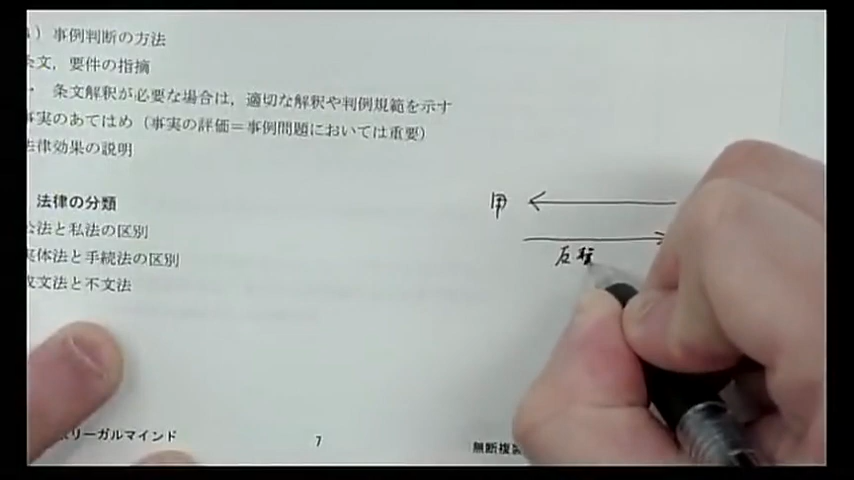 ）事例判断の方法
条文，要件の指摘
→ 条文解釈が必要な場合は，適切な解釈や判例規範を示す
事実のあてはめ（事実の評価＝事例問題においては重要）
法律効果の説明
法律の分類
公法と私法の区別
実体法と手続法の区別
成文法と不文法
甲
反
リーガルマインド
7
無断複